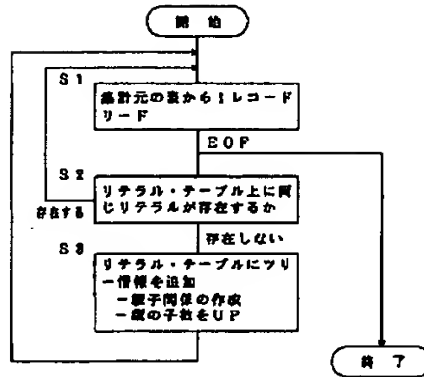 開始
S1
集計元の表から1レコード
リード
EOF
S2
リテラル・テーブル上に同
じリテラルが存在するか
存在する
存在しない
S3
リテラル・テーブルにツリ
ー情報を追加
ー親子関係の作成
ー親の子数をUP
終了